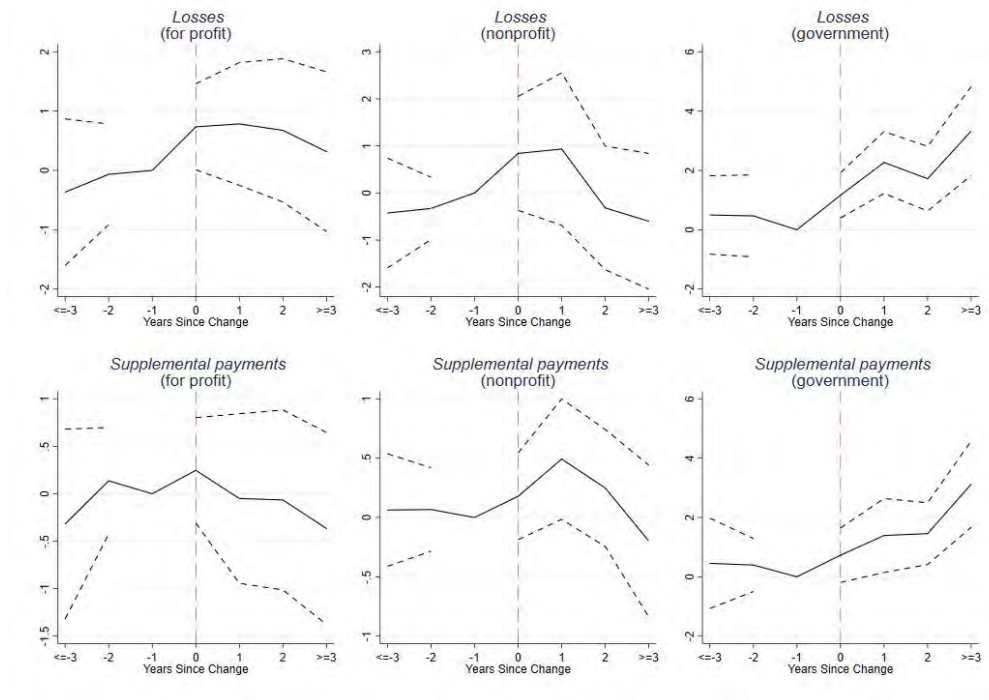 Losses
(for profit)
2
1
0
-1
-2
<=-3 -2 -1 0 1 2 >=3
Years Since Change
Losses
(nonprofit)
3
2
1
0
-1
-2
<=-3 -2 -1 0 1 2 >=3
Years Since Change
Losses
(government)
6
4
2
0
-2
<=-3 -2 -1 0 1 2 >=3
Years Since Change
Supplemental payments
(for profit)
1
.5
0
-.5
-1
-1.5
<=-3 -2 -1 0 1 2 >=3
Years Since Change
Supplemental payments
(nonprofit)
1
.5
0
-.5
-1
<=-3 -2 -1 0 1 2 >=3
Years Since Change
Supplemental payments
(government)
6
4
2
0
-2
<=-3 -2 -1 0 1 2 >=3
Years Since Change